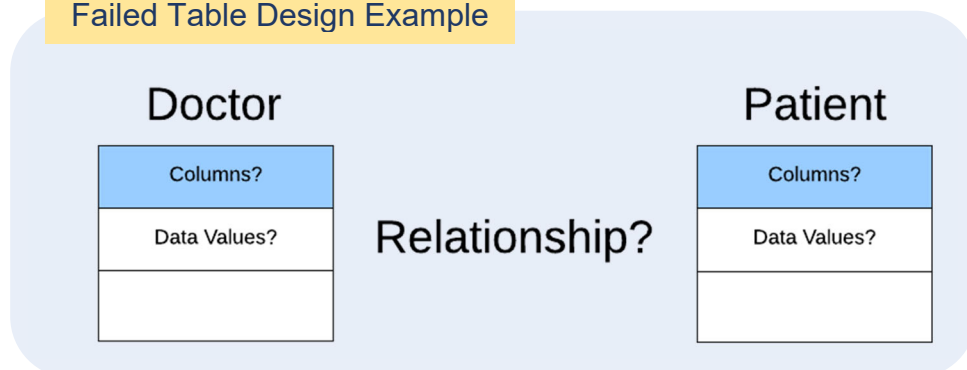 Failed Table Design Example
Doctor
Patient
Columns?
Columns?
Data Values?
Relationship?
Data Values?